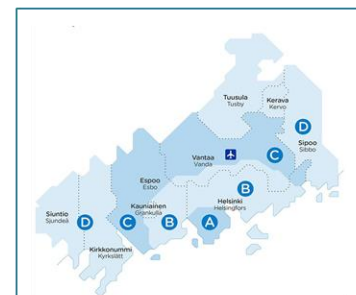 Tuusula
Tusby
Kerava
Kervo
D
Sipoo
Sibbo
Vantaa
Vanda
C
Espoo
Esbo
B
Kauniainen
Grankulla
Helsinki
Helsingfors
Siuntio
Sjundeå
D
C
B
A
Kirkkonummi
Kyrkslätt